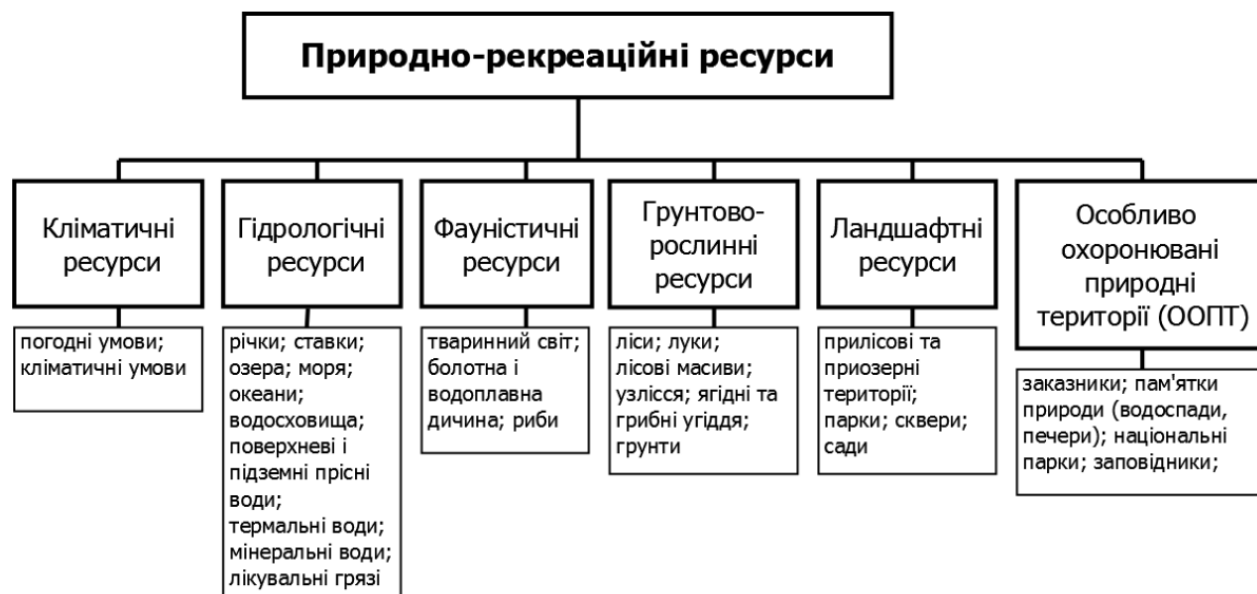 Природно-рекреаційні ресурси
Кліматичні
ресурси
погодні умови;
кліматичні умови
Гідрологічні
ресурси
річки; ставки;
озера; моря;
океани;
водосховища;
поверхневі і
підземні прісні
води;
термальні води;
мінеральні води;
лікувальні грязі
Фауністичні
ресурси
тваринний світ;
болотна і
водоплавна
дичина; риби
Грунтово-
рослинні
ресурси
ліси; луки;
лісові масиви;
узлісся; ягідні та
грибні угіддя;
грунти
Ландшафтні
ресурси
прилісові та
приозерні
території;
парки; сквери;
сади
Особливо
охоронювані
природні
території (ООПТ)
заказники; пам'ятки
природи (водоспади,
печери); національні
парки; заповідники;